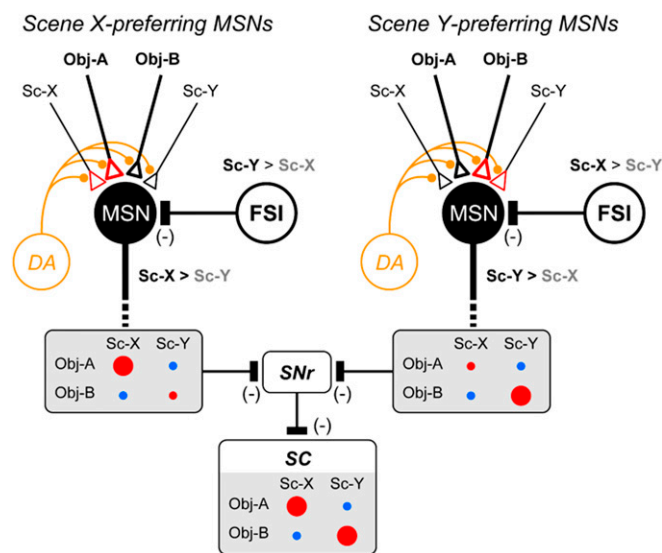 Scene X-preferring MSNs
Scene Y-preferring MSNs
Obj-A Obj-B
Sc-X Sc-Y
Sc-Y > Sc-X
MSN
FSI
(-)
DA
Sc-X > Sc-Y
Obj-A Obj-B
Sc-X Sc-Y
Sc-X > Sc-Y
MSN
FSI
(-)
DA
Sc-Y > Sc-X
Sc-X Sc-Y
Obj-A
Obj-B
(-)
SNr
(-)
Sc-X Sc-Y
Obj-A
Obj-B
(-)
SC
Sc-X Sc-Y
Obj-A
Obj-B